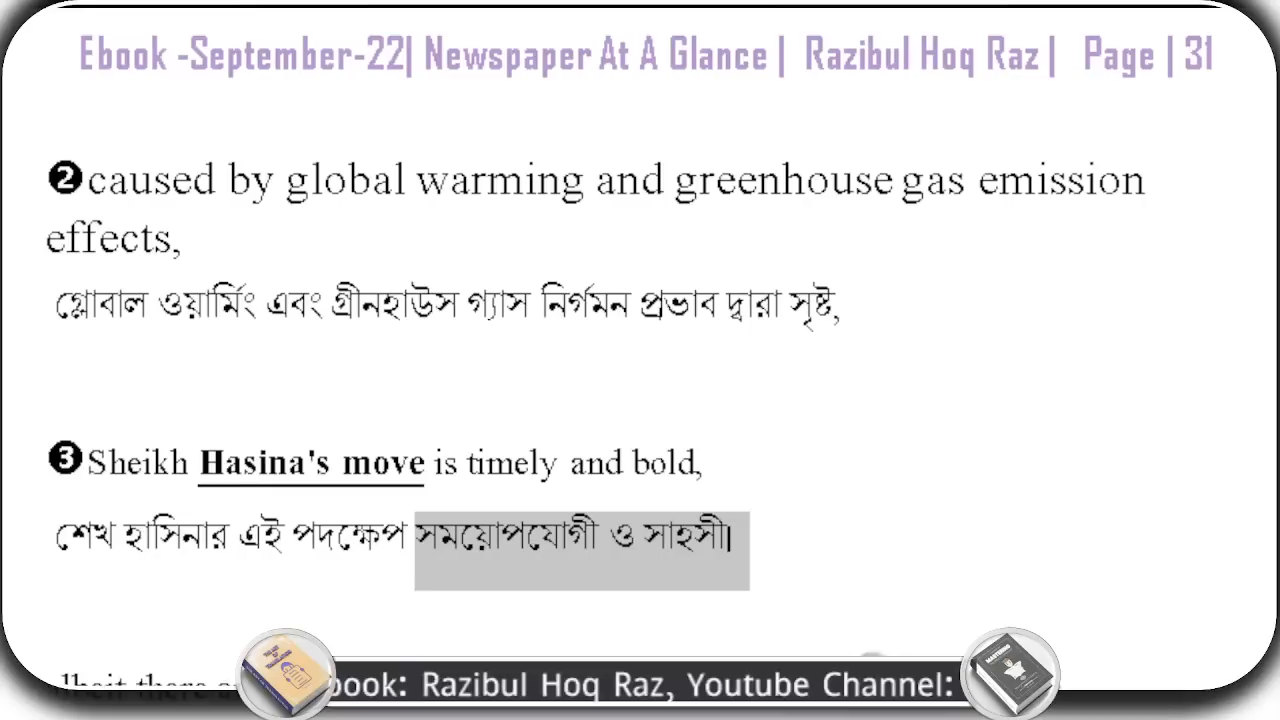 Ebook -September-22| Newspaper At A Glance | Razibul Hoq Raz | Page | 31
❷caused by global warming and greenhouse gas emission
effects,
গ্লোবাল ওয়ার্মিং এবং গ্রীনহাউস গ্যাস নির্গমন প্রভাব দ্বারা সৃষ্ট,
❸Sheikh Hasina's move is timely and bold,
শেখ হাসিনার এই পদক্ষেপ সময়োপযোগী ও সাহসী।
book: Razibul Hoq Raz, Youtube Channel: